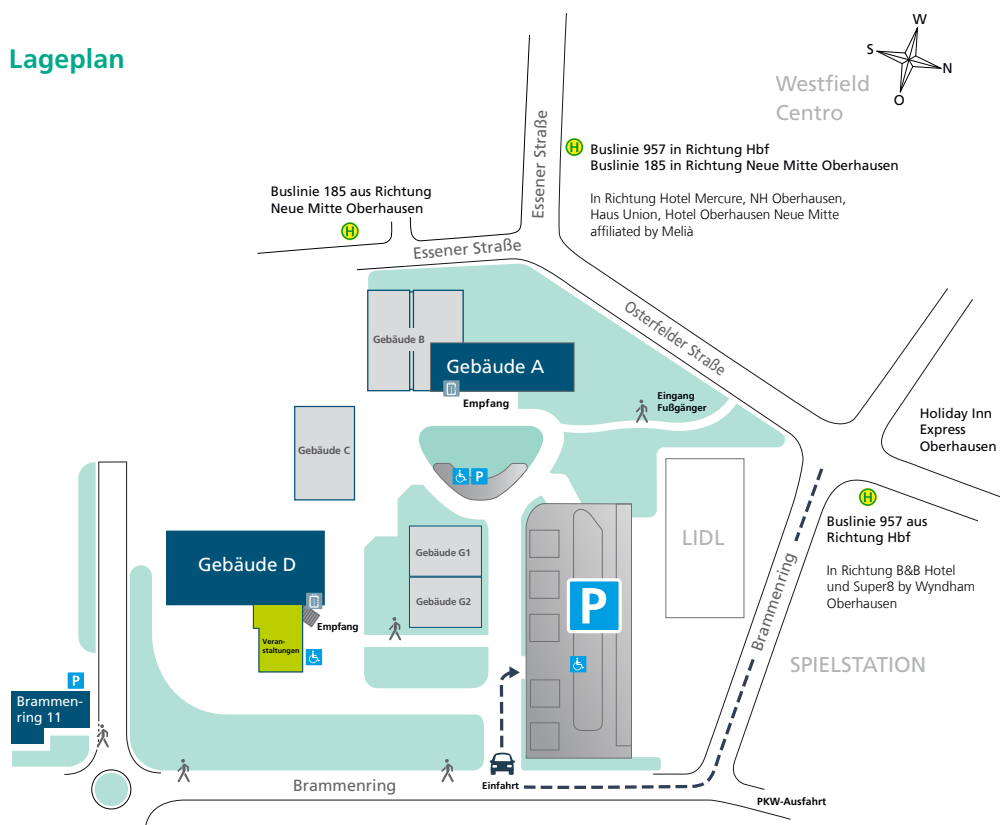 Lageplan
W
S
N
O
Westfield
Centro
Essener Straße
H
Buslinie 957 in Richtung Hbf
Buslinie 185 in Richtung Neue Mitte Oberhausen
In Richtung Hotel Mercure, NH Oberhausen,
Haus Union, Hotel Oberhausen Neue Mitte
affiliated by Melià
Buslinie 185 aus Richtung
Neue Mitte Oberhausen
H
Essener Straße
Osterfelder Straße
Gebäude B
Gebäude A
Empfang
Eingang
Fußgänger
Holiday Inn
Express
Oberhausen
Gebäude C
P
H
Buslinie 957 aus
Richtung Hbf
LIDL
Gebäude D
Gebäude G1
Gebäude G2
P
In Richtung B&B Hotel
und Super8 by Wyndham
Oberhausen
Brammenring
Empfang
Veran-
staltungen
SPIELSTATION
P
Brammen-
ring 11
Brammenring
Einfahrt
PKW-Ausfahrt